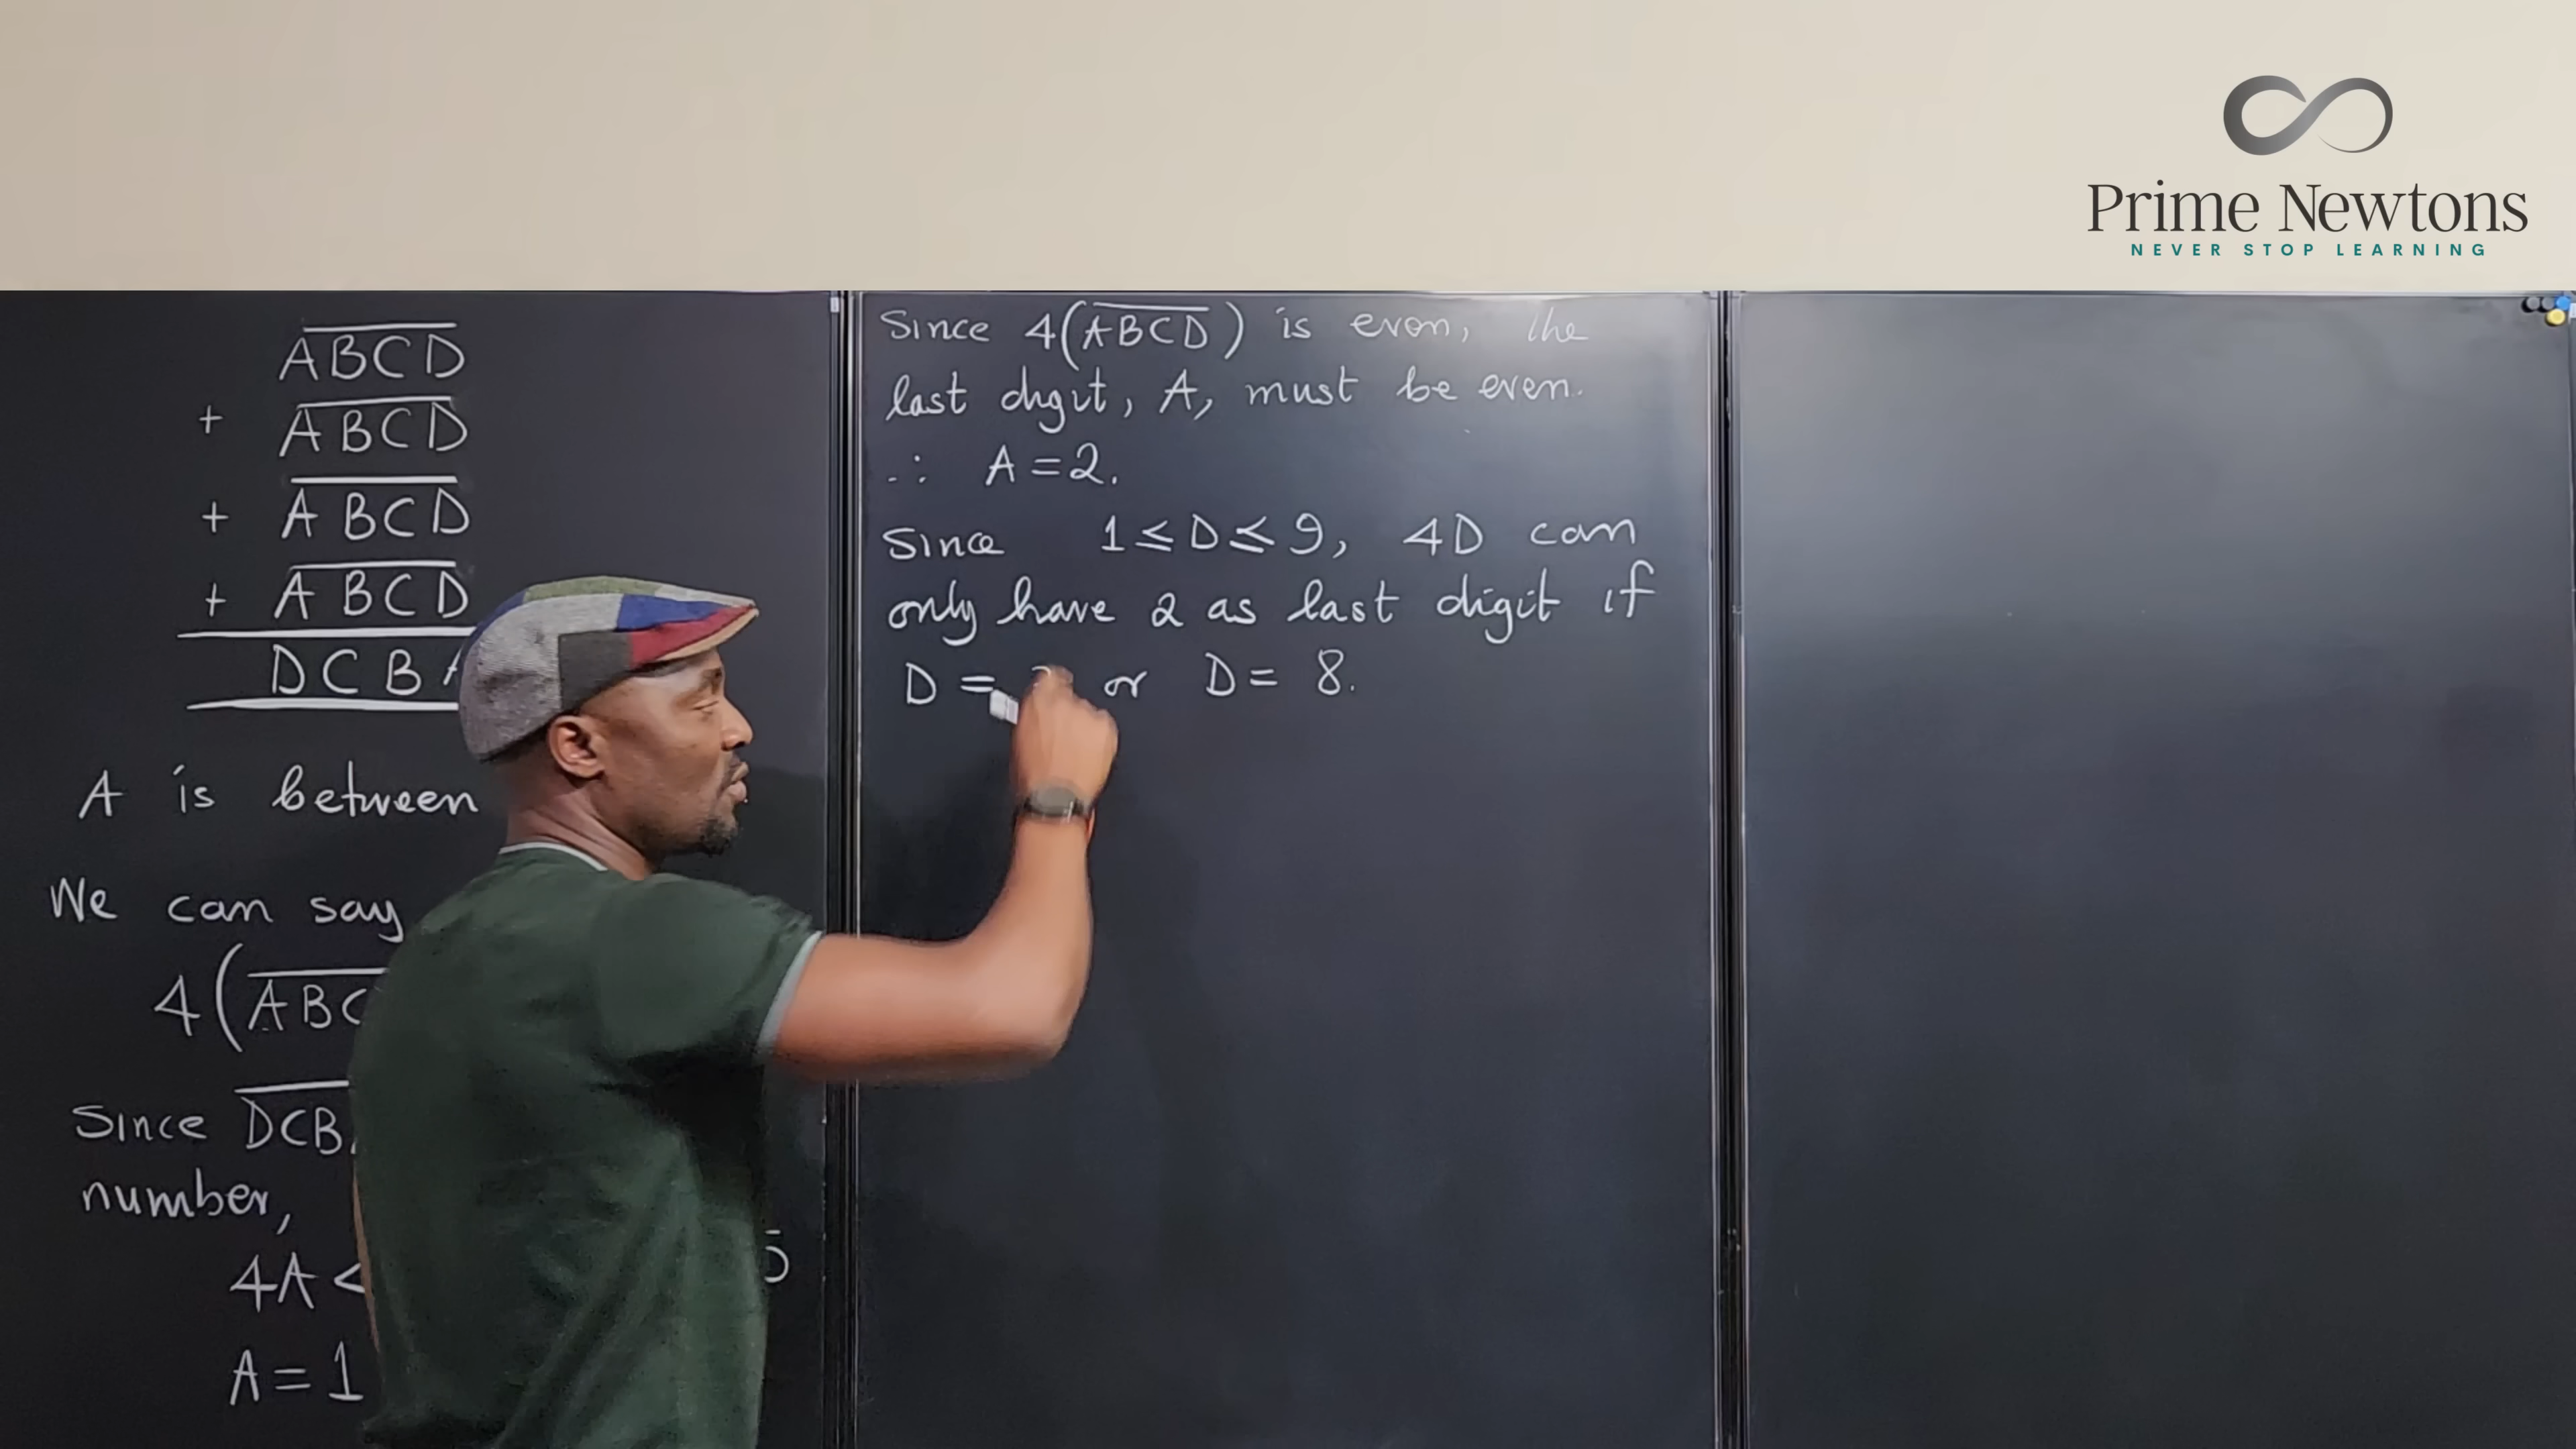 Prime Newtons
NEVER STOP LEARNING
ABCD
+ ABCD
+ ABCD
+ ABCD
DCB
A is between
We can say
4(ABC
Since DCB
number,
4A <
5
A = 1
Since 4(ABCD) is even, the
last digit, A, must be even.
∴ A = 2.
Since 1 ≤ D ≤ 9, 4D can
only have 2 as last digit if
D = or D = 8.